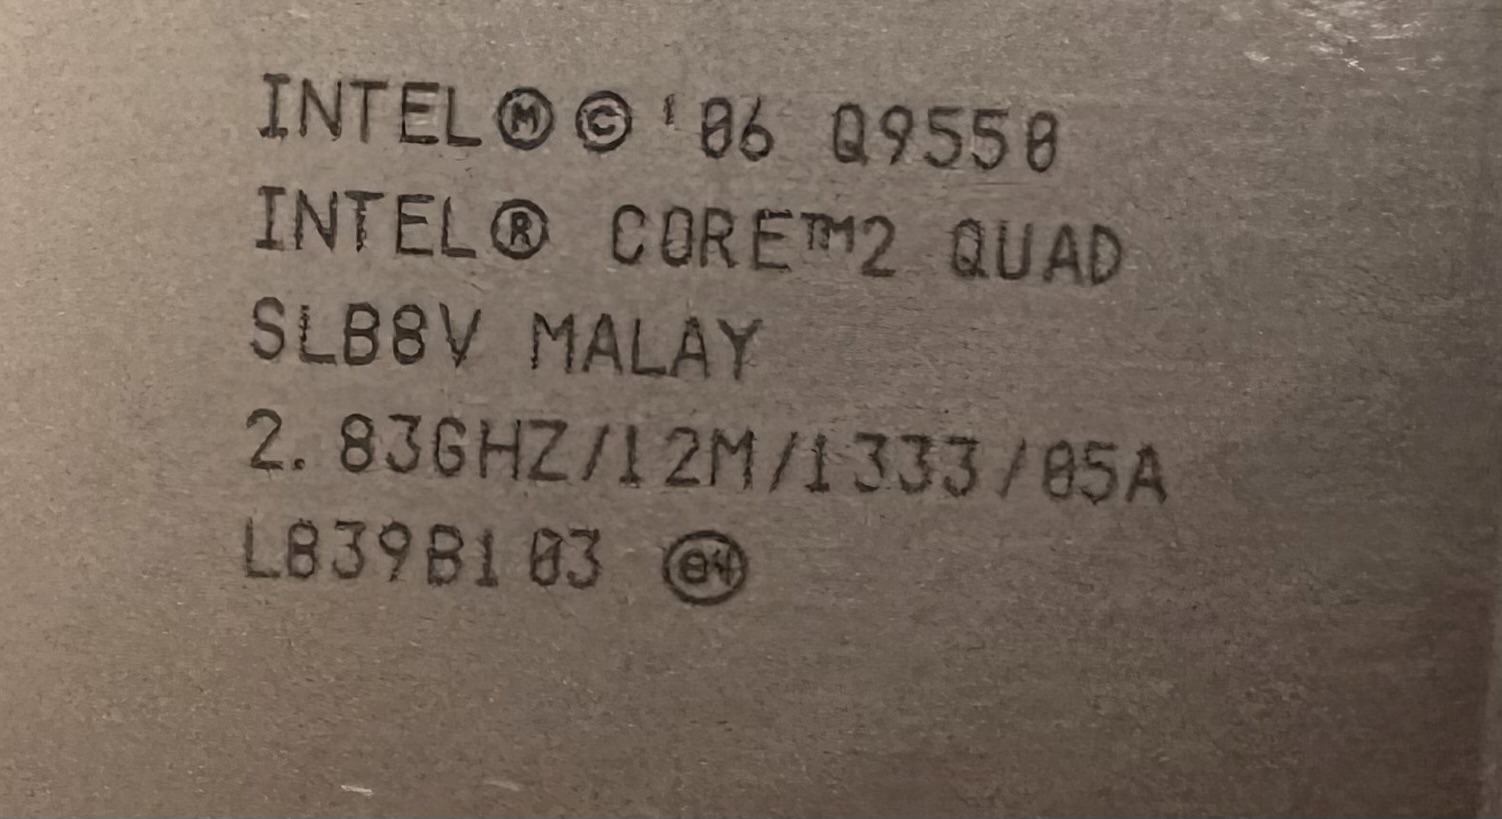 INTEL Ⓜ © '06 Q9550
INTEL® CORE™2 QUAD
SLB8V MALAY
2.83GHZ/12M/1333/05A
L839B103 (e4)